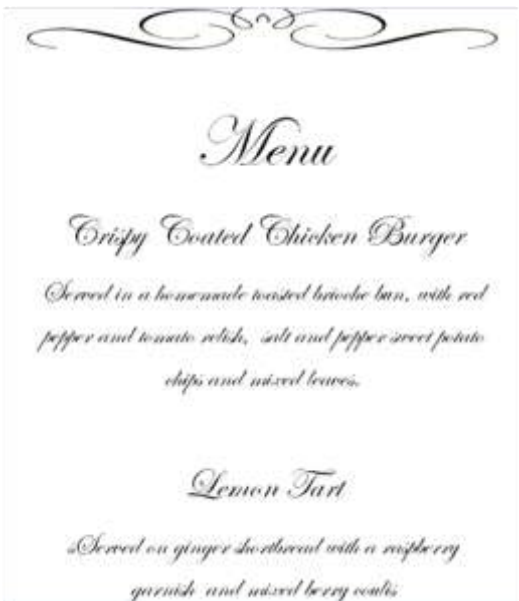 Menu
Crispy Coated Chicken Burger
Served in a homemade toasted brioche bun, with red
pepper and tomato relish, salt and pepper sweet potato
chips and mixed leaves.
Lemon Tart
Served on ginger shortbread with a raspberry
garnish and mixed berry coulis